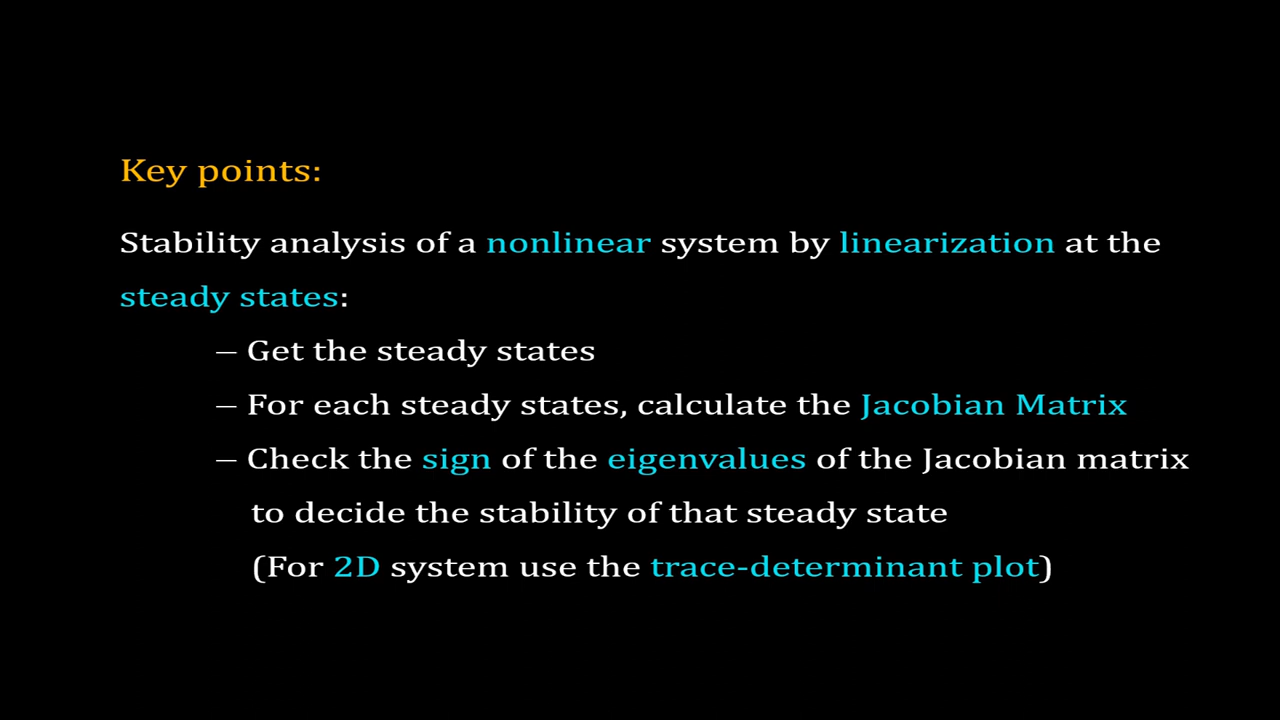 Key points:
Stability analysis of a nonlinear system by linearization at the
steady states:
– Get the steady states
– For each steady states, calculate the Jacobian Matrix
– Check the sign of the eigenvalues of the Jacobian matrix
to decide the stability of that steady state
(For 2D system use the trace-determinant plot)